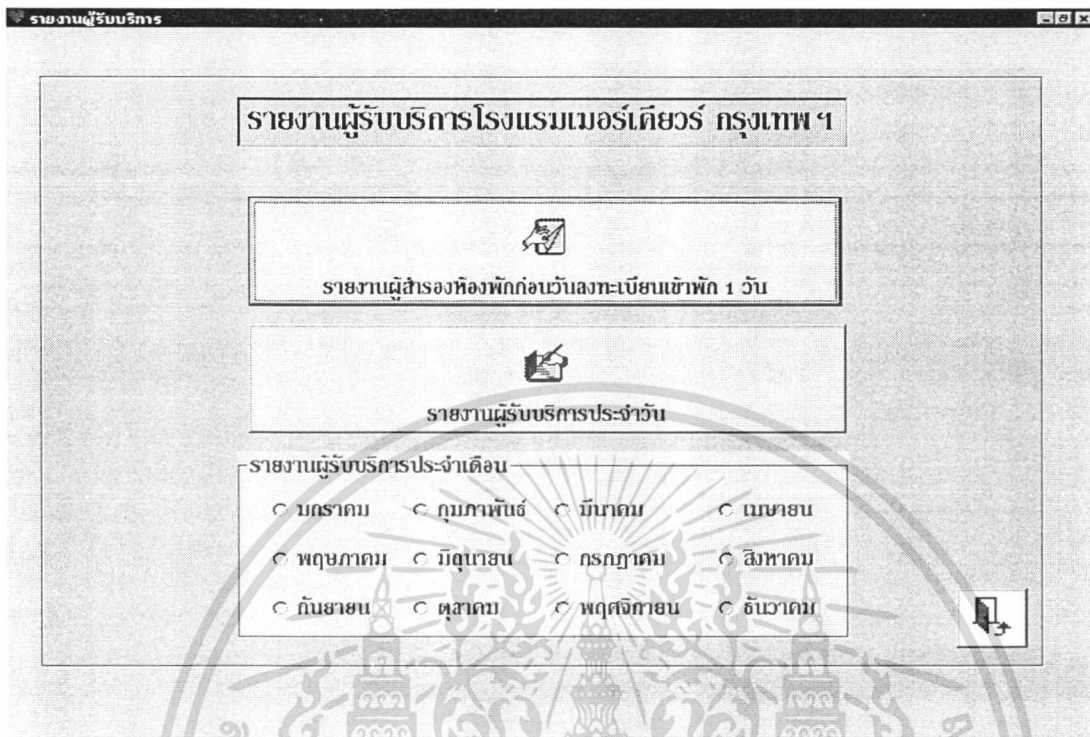 รายงานผู้รับบริการ
รายงานผู้รับบริการโรงแรมเมอร์เคียวร์ กรุงเทพ ฯ
รายงานผู้สำรองห้องพักก่อนวันลงทะเบียนเข้าพัก 1 วัน
รายงานผู้รับบริการประจำวัน
รายงานผู้รับบริการประจำเดือน
มกราคม กุมภาพันธ์ มีนาคม เมษายน
พฤษภาคม มิถุนายน กรกฎาคม สิงหาคม
กันยายน ตุลาคม พฤศจิกายน ธันวาคม